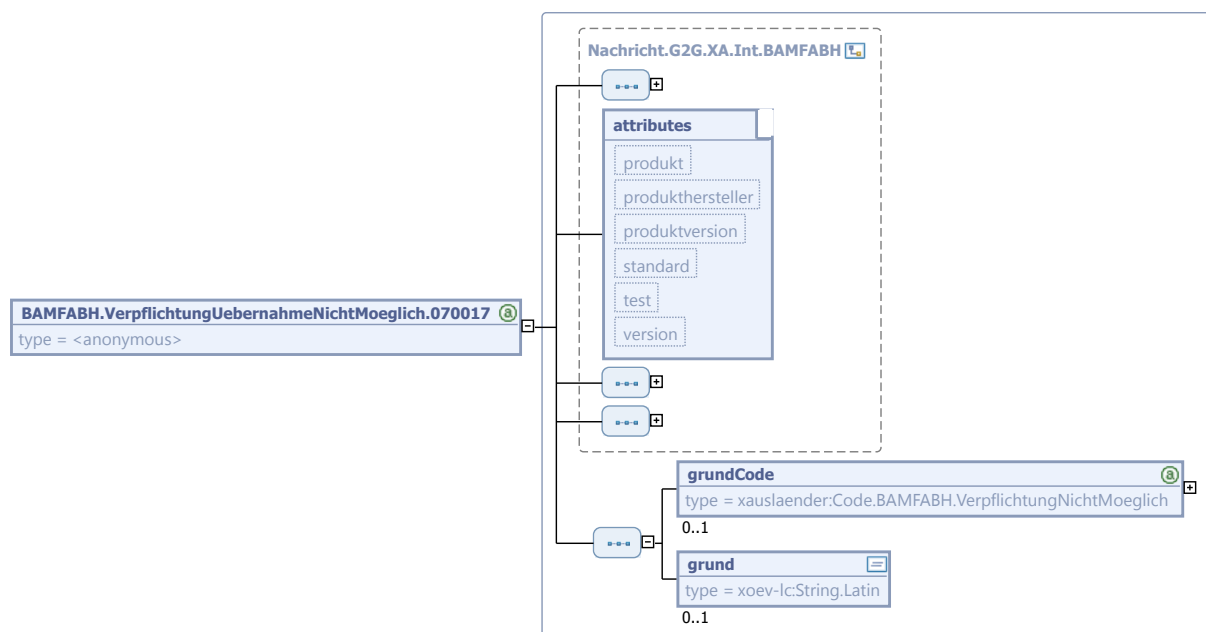 Nachricht.G2G.XA.Int.BAMFABH
attributes
produkt
produkthersteller
produktversion
standard
test
version
BAMFABH.VerpflichtungUebernahmeNichtMoeglich.070017 a
type = <anonymous>
grundCode a
type = xauslaender:Code.BAMFABH.VerpflichtungNichtMoeglich
0..1
grund
type = xoev-lc:String.Latin
0..1